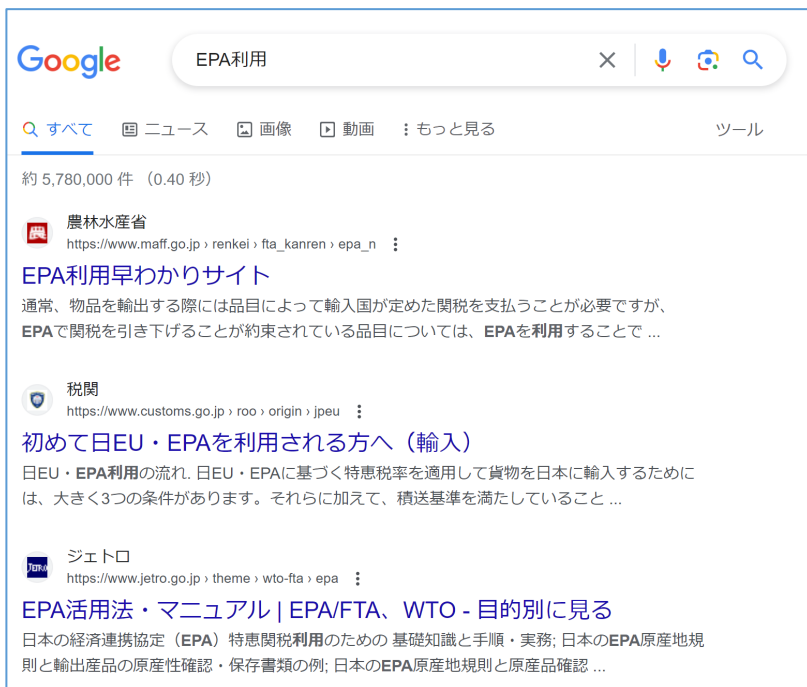 Google
EPA利用
すべて ニュース 画像 動画 もっと見る ツール
約 5,780,000 件 （0.40 秒）
農林水産省
https://www.maff.go.jp › renkei › fta_kanren › epa_n
EPA利用早わかりサイト
通常、物品を輸出する際には品目によって輸入国が定めた関税を支払うことが必要ですが、
EPAで関税を引き下げることが約束されている品目については、EPAを利用することで ...
税関
https://www.customs.go.jp › roo › origin › jpeu
初めて日EU・EPAを利用される方へ（輸入）
日EU・EPA利用の流れ. 日EU・EPAに基づく特恵税率を適用して貨物を日本に輸入するために
は、大きく3つの条件があります。それらに加えて、積送基準を満たしていること ...
JETRO
ジェトロ
https://www.jetro.go.jp › theme › wto-fta › epa
EPA活用法・マニュアル | EPA/FTA、WTO - 目的別に見る
日本の経済連携協定（EPA）特恵関税利用のための 基礎知識と手順・実務; 日本のEPA原産地規
則と輸出産品の原産性確認・保存書類の例; 日本のEPA原産地規則と原産品確認 ...